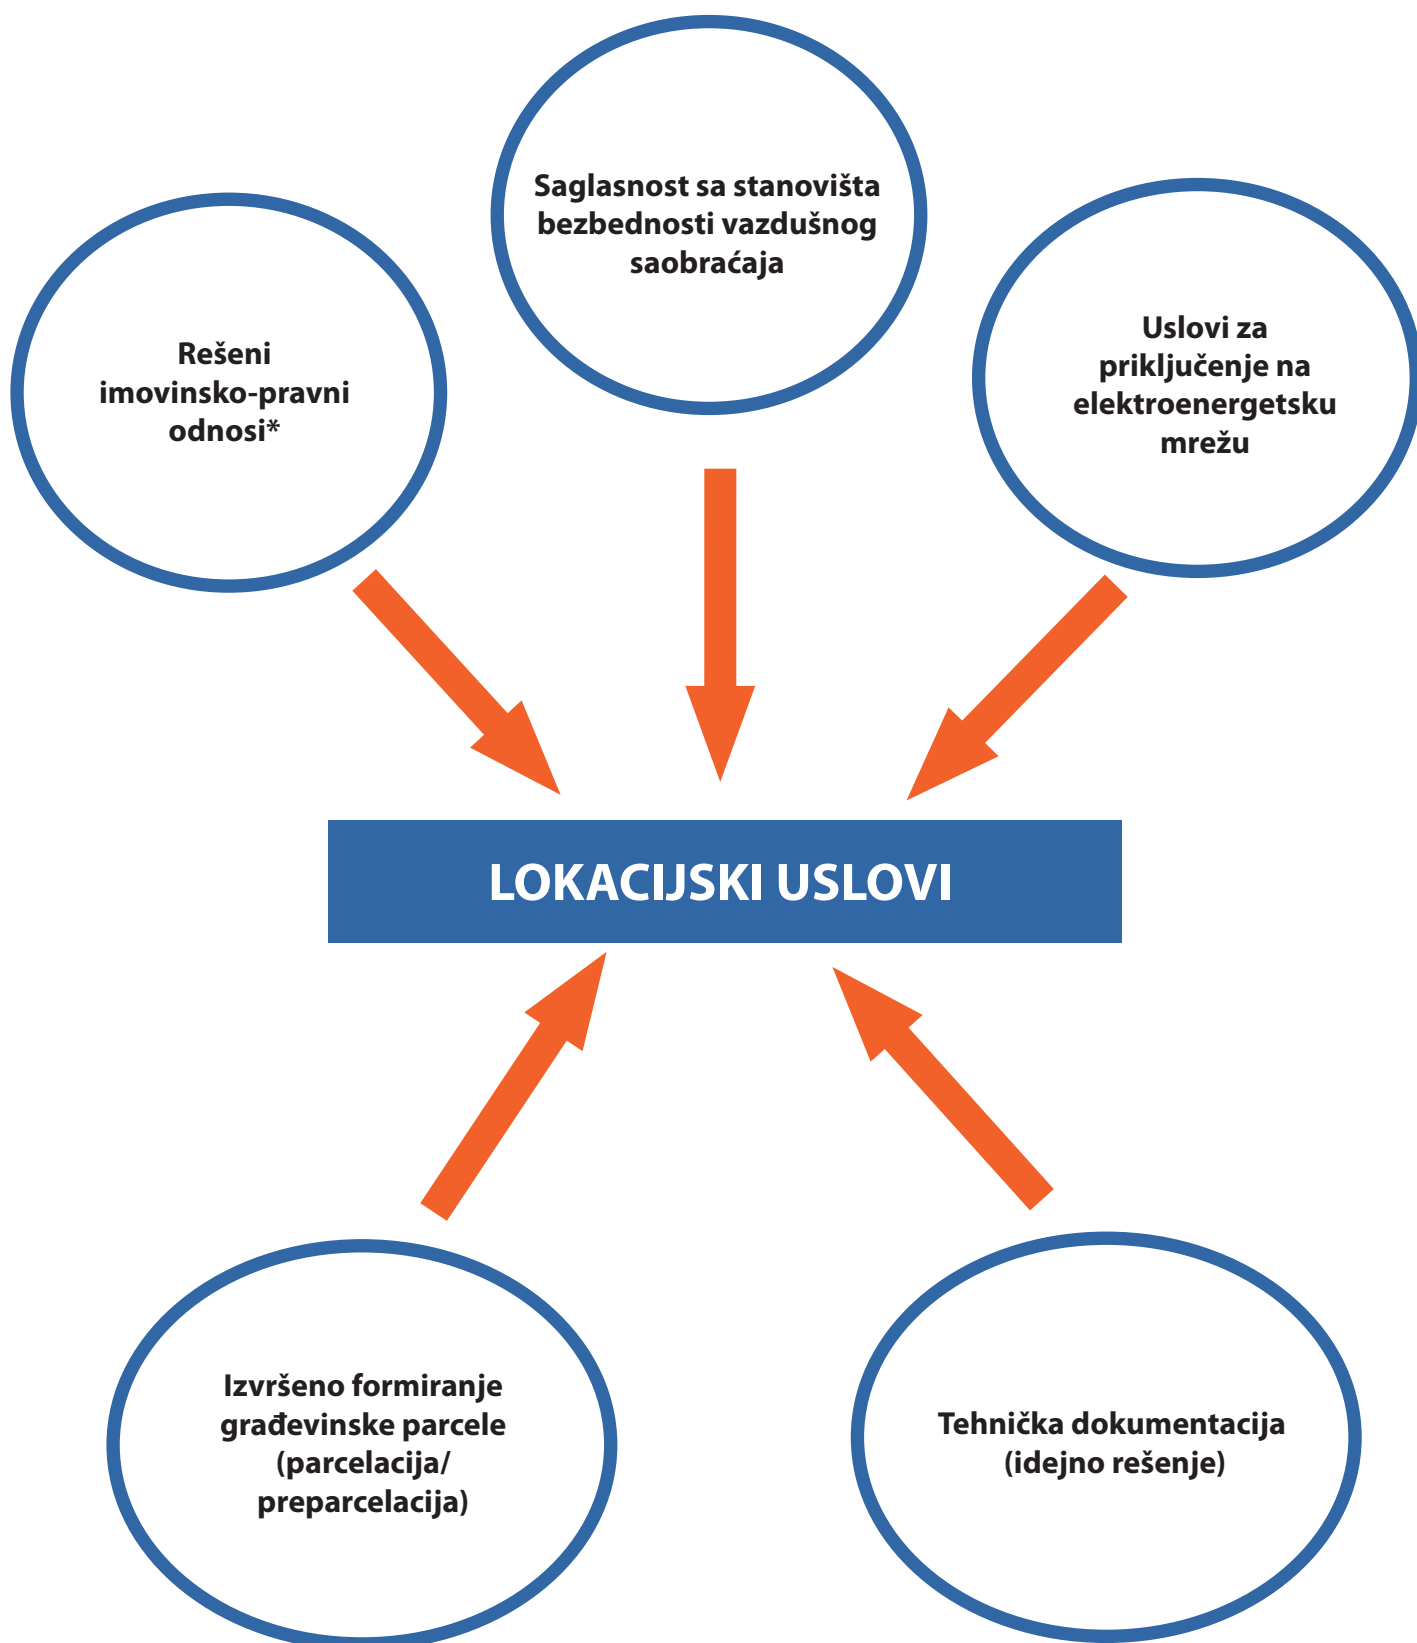 Saglasnost sa stanovišta
bezbednosti vazdušnog
saobraćaja
Rešeni
imovinsko-pravni
odnosi*
Uslovi za
priključenje na
elektroenergetsku
mrežu
LOKACIJSKI USLOVI
Izvršeno formiranje
građevinske parcele
(parcelacija/
preparcelacija)
Tehnička dokumentacija
(idejno rešenje)